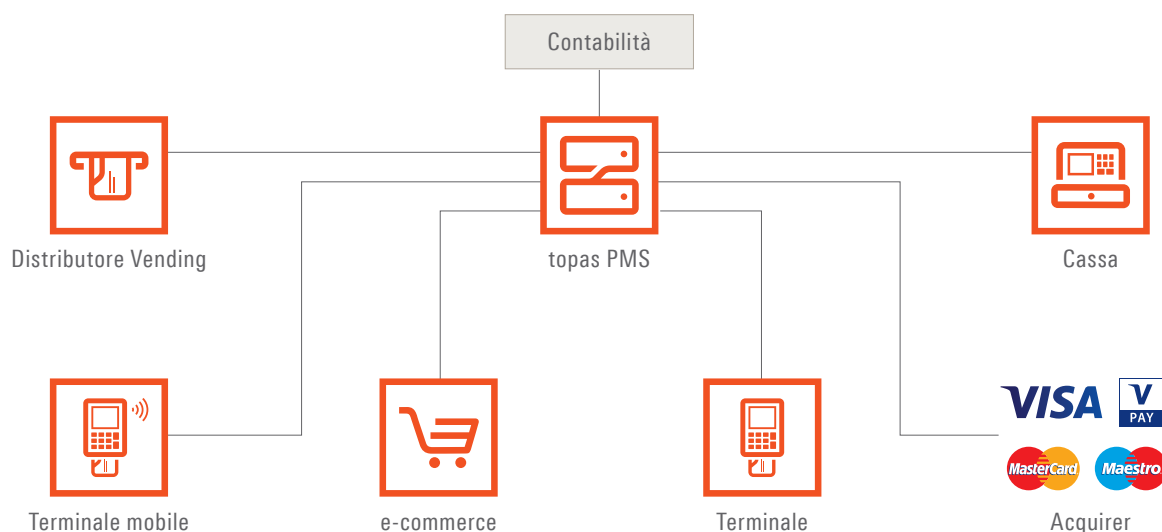 Contabilità
Distributore Vending
topas PMS
Cassa
VISA
V
PAY
MasterCard
Maestro
Terminale mobile
e-commerce
Terminale
Acquirer